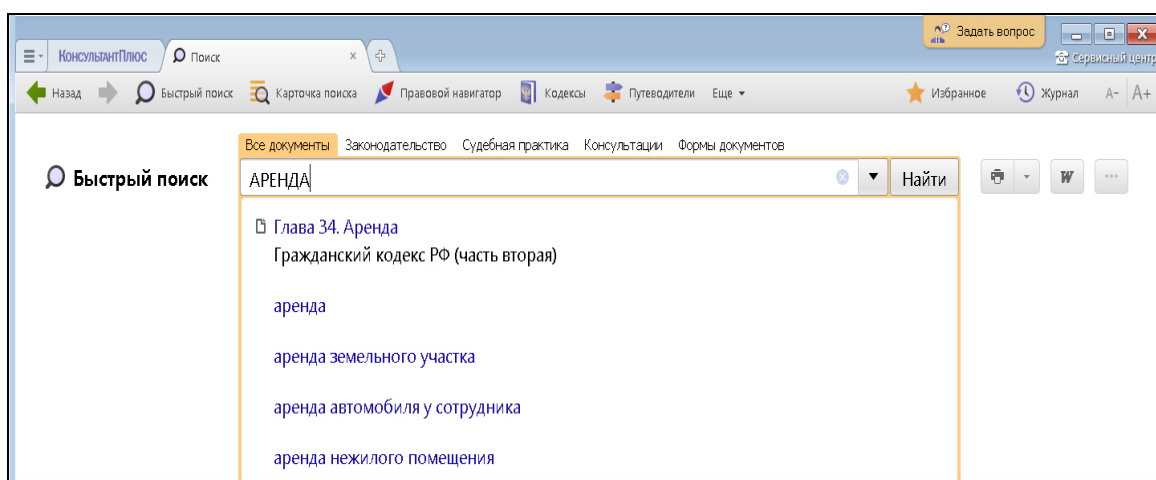 Задать вопрос
КонсультантПлюс
Поиск
Сервисный центр
Назад
Быстрый поиск
Карточка поиска
Правовой навигатор
Кодексы
Путеводители
Еще
Избранное
Журнал
A- A+
Все документы Законодательство Судебная практика Консультации Формы документов
Быстрый поиск
АРЕНДА
Найти
W
Глава 34. Аренда
Гражданский кодекс РФ (часть вторая)
аренда
аренда земельного участка
аренда автомобиля у сотрудника
аренда нежилого помещения